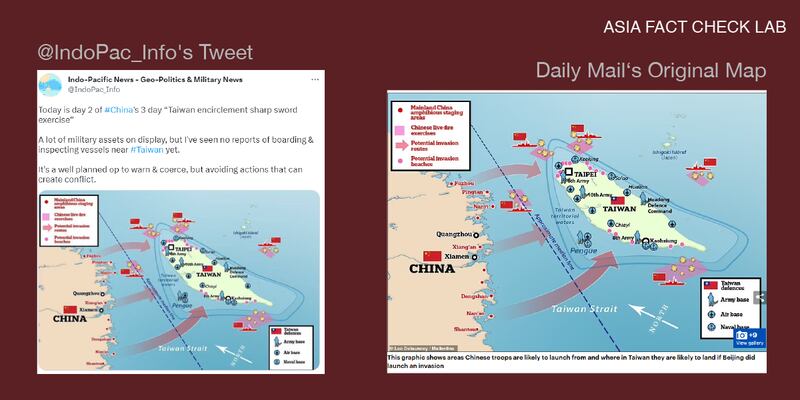 ASIA FACT CHECK LAB
@IndoPac_Info's Tweet
Indo-Pacific News - Geo-Politics & Military News
@IndoPac_Info
Today is day 2 of #China's 3 day "Taiwan encirclement sharp sword
exercise"
A lot of military assets on display, but I've seen no reports of boarding &
inspecting vessels near #Taiwan yet.
It's a well planned op to warn & coerce, but avoiding actions that can
create conflict.
Mainland China
amphibious staging
areas
Chinese live fire
exercises
Potential invasion
routes
Potential invasion
beaches
TAIPEI
TAIWAN
Quangzhou
Xiamen
CHINA
Pengue
Taiwan Strait
NORTH
Taiwan
defences
Army base
Air base
Naval base
Daily Mail's Original Map
Mainland China
amphibious staging
areas
Chinese live fire
exercises
Potential invasion
routes
Potential invasion
beaches
Ishigaki Island
(Japan)
Keelung
TAIPEI
Su'ao
6th Army
10th Army
Hualien
Fuzhou
Pingtan
Taiwan
territorial
waters
TAIWAN
Huadong
Defence
Command
Quangzhou
Xiang'an
Xiamen
Chiayi
8th Army
Kaohsiung
Pengue
CHINA
Dongshan
Shantou
Taiwan Strait
NORTH
Taiwan
defences
Army base
Air base
Naval base
+9
View gallery
This graphic shows areas Chinese troops are likely to launch from and where in Taiwan they are likely to land if Beijing did
launch an invasion